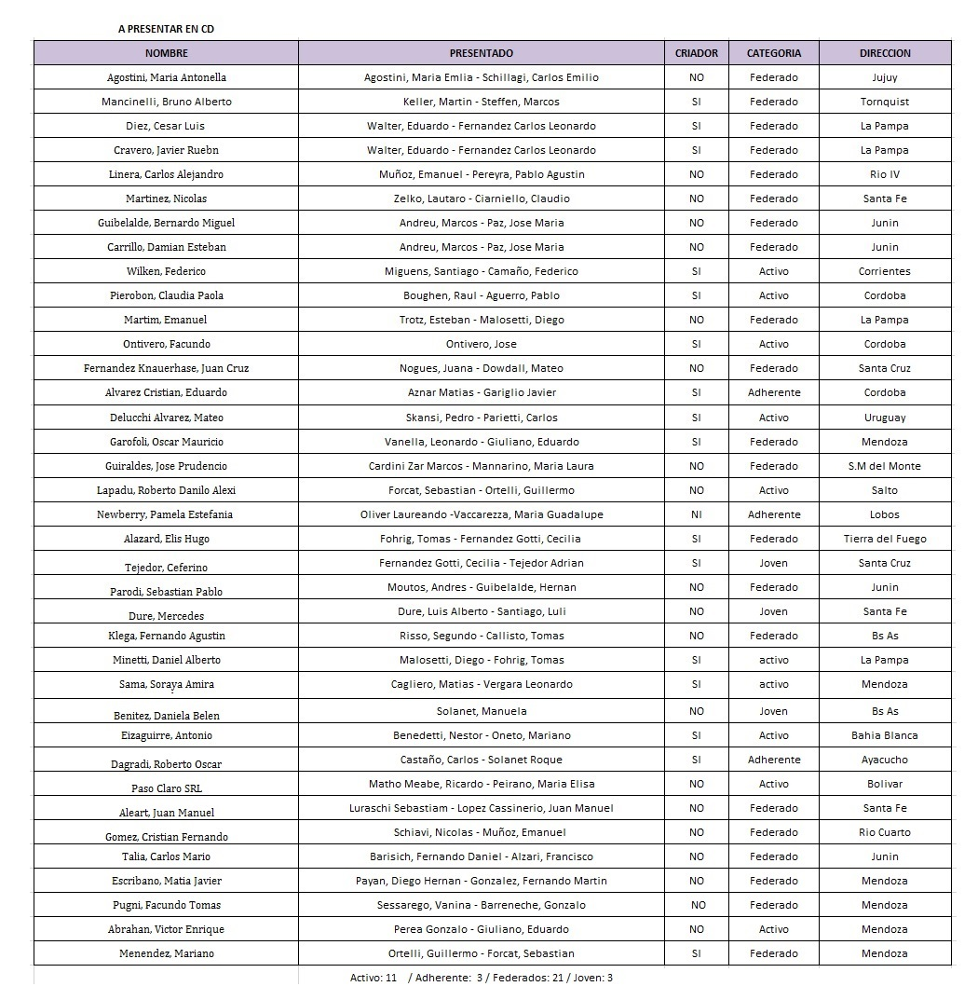 A PRESENTAR EN CD
NOMBRE PRESENTADO CRIADOR CATEGORIA DIRECCION
Agostini, Maria Antonella Agostini, Maria Emlia - Schillagi, Carlos Emilio NO Federado Jujuy
Mancinelli, Bruno Alberto Keller, Martin - Steffen, Marcos SI Federado Tornquist
Diez, Cesar Luis Walter, Eduardo - Fernandez Carlos Leonardo SI Federado La Pampa
Cravero, Javier Ruebn Walter, Eduardo - Fernandez Carlos Leonardo SI Federado La Pampa
Linera, Carlos Alejandro Muñoz, Emanuel - Pereyra, Pablo Agustin NO Federado Rio IV
Martinez, Nicolas Zelko, Lautaro - Ciarniello, Claudio NO Federado Santa Fe
Guibelalde, Bernardo Miguel Andreu, Marcos - Paz, Jose Maria NO Federado Junin
Carrillo, Damian Esteban Andreu, Marcos - Paz, Jose Maria NO Federado Junin
Wilken, Federico Miguens, Santiago - Camaño, Federico SI Activo Corrientes
Pierobon, Claudia Paola Boughen, Raul - Aguerro, Pablo SI Activo Cordoba
Martim, Emanuel Trotz, Esteban - Malosetti, Diego NO Federado La Pampa
Ontivero, Facundo Ontivero, Jose SI Activo Cordoba
Fernandez Knauerhase, Juan Cruz Nogues, Juana - Dowdall, Mateo NO Federado Santa Cruz
Alvarez Cristian, Eduardo Aznar Matias - Gariglio Javier SI Adherente Cordoba
Delucchi Alvarez, Mateo Skansi, Pedro - Parietti, Carlos SI Activo Uruguay
Garofoli, Oscar Mauricio Vanella, Leonardo - Giuliano, Eduardo SI Federado Mendoza
Guiraldes, Jose Prudencio Cardini Zar Marcos - Mannarino, Maria Laura NO Federado S.M del Monte
Lapadu, Roberto Danilo Alexi Forcat, Sebastian - Ortelli, Guillermo NO Activo Salto
Newberry, Pamela Estefania Oliver Laureando -Vaccarezza, Maria Guadalupe NI Adherente Lobos
Alazard, Elis Hugo Fohrig, Tomas - Fernandez Gotti, Cecilia SI Federado Tierra del Fuego
Tejedor, Ceferino Fernandez Gotti, Cecilia - Tejedor Adrian SI Joven Santa Cruz
Parodi, Sebastian Pablo Moutos, Andres - Guibelalde, Hernan NO Federado Junin
Dure, Mercedes Dure, Luis Alberto - Santiago, Luli NO Joven Santa Fe
Klega, Fernando Agustin Risso, Segundo - Callisto, Tomas NO Federado Bs As
Minetti, Daniel Alberto Malosetti, Diego - Fohrig, Tomas SI activo La Pampa
Sama, Soraya Amira Cagliero, Matias - Vergara Leonardo SI activo Mendoza
Benitez, Daniela Belen Solanet, Manuela NO Joven Bs As
Eizaguirre, Antonio Benedetti, Nestor - Oneto, Mariano SI Activo Bahia Blanca
Dagradi, Roberto Oscar Castaño, Carlos - Solanet Roque SI Adherente Ayacucho
Paso Claro SRL Matho Meabe, Ricardo - Peirano, Maria Elisa NO Activo Bolivar
Aleart, Juan Manuel Luraschi Sebastiam - Lopez Cassinerio, Juan Manuel NO Federado Santa Fe
Gomez, Cristian Fernando Schiavi, Nicolas - Muñoz, Emanuel NO Federado Rio Cuarto
Talia, Carlos Mario Barisich, Fernando Daniel - Alzari, Francisco NO Federado Junin
Escribano, Matia Javier Payan, Diego Hernan - Gonzalez, Fernando Martin NO Federado Mendoza
Pugni, Facundo Tomas Sessarego, Vanina - Barreneche, Gonzalo NO Federado Mendoza
Abrahan, Victor Enrique Perea Gonzalo - Giuliano, Eduardo NO Activo Mendoza
Menendez, Mariano Ortelli, Guillermo - Forcat, Sebastian SI Federado Mendoza
Activo: 11 / Adherente: 3 / Federados: 21 / Joven: 3